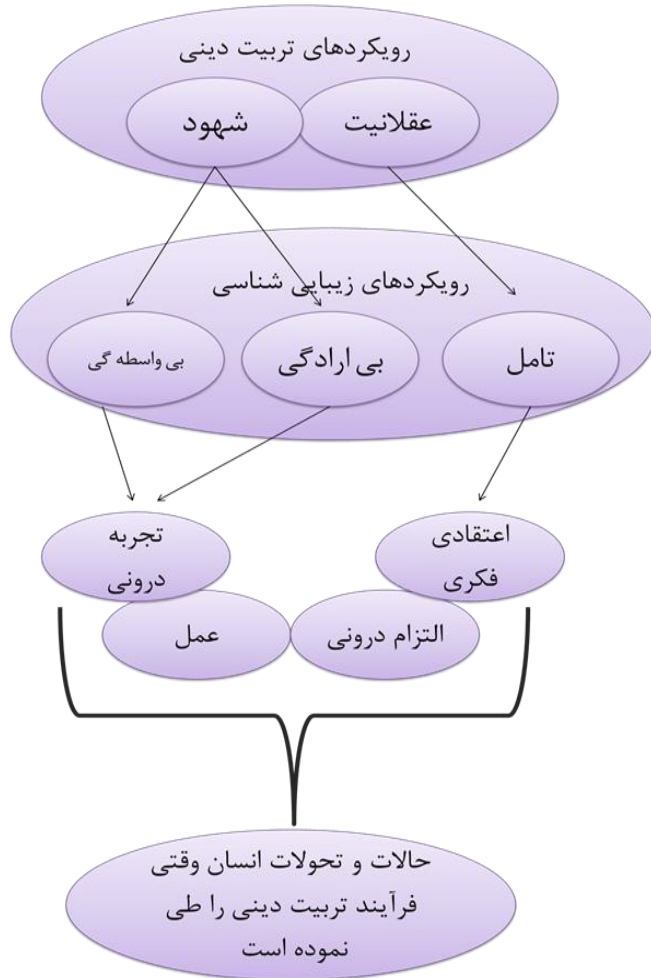 رویکردهای تربیت دینی
عقلانیت
شهود
رویکردهای زیبایی شناسی
تامل
بی ارادگی
بی واسطه گی
اعتقادی
فکری
تجربه
درونی
التزام درونی
عمل
حالات و تحولات انسان وقتی
فرآیند تربیت دینی را طی
نموده است